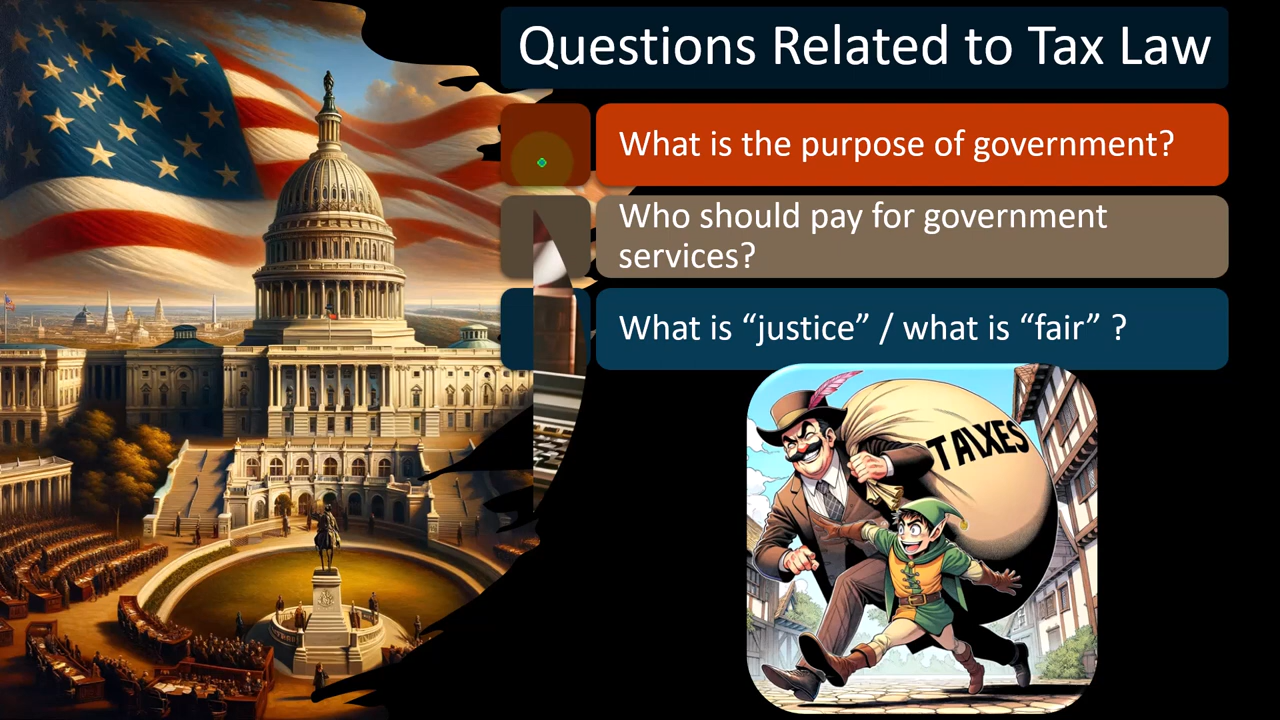 Questions Related to Tax Law
What is the purpose of government?
Who should pay for government
services?
What is “justice” / what is “fair” ?
TAIXES